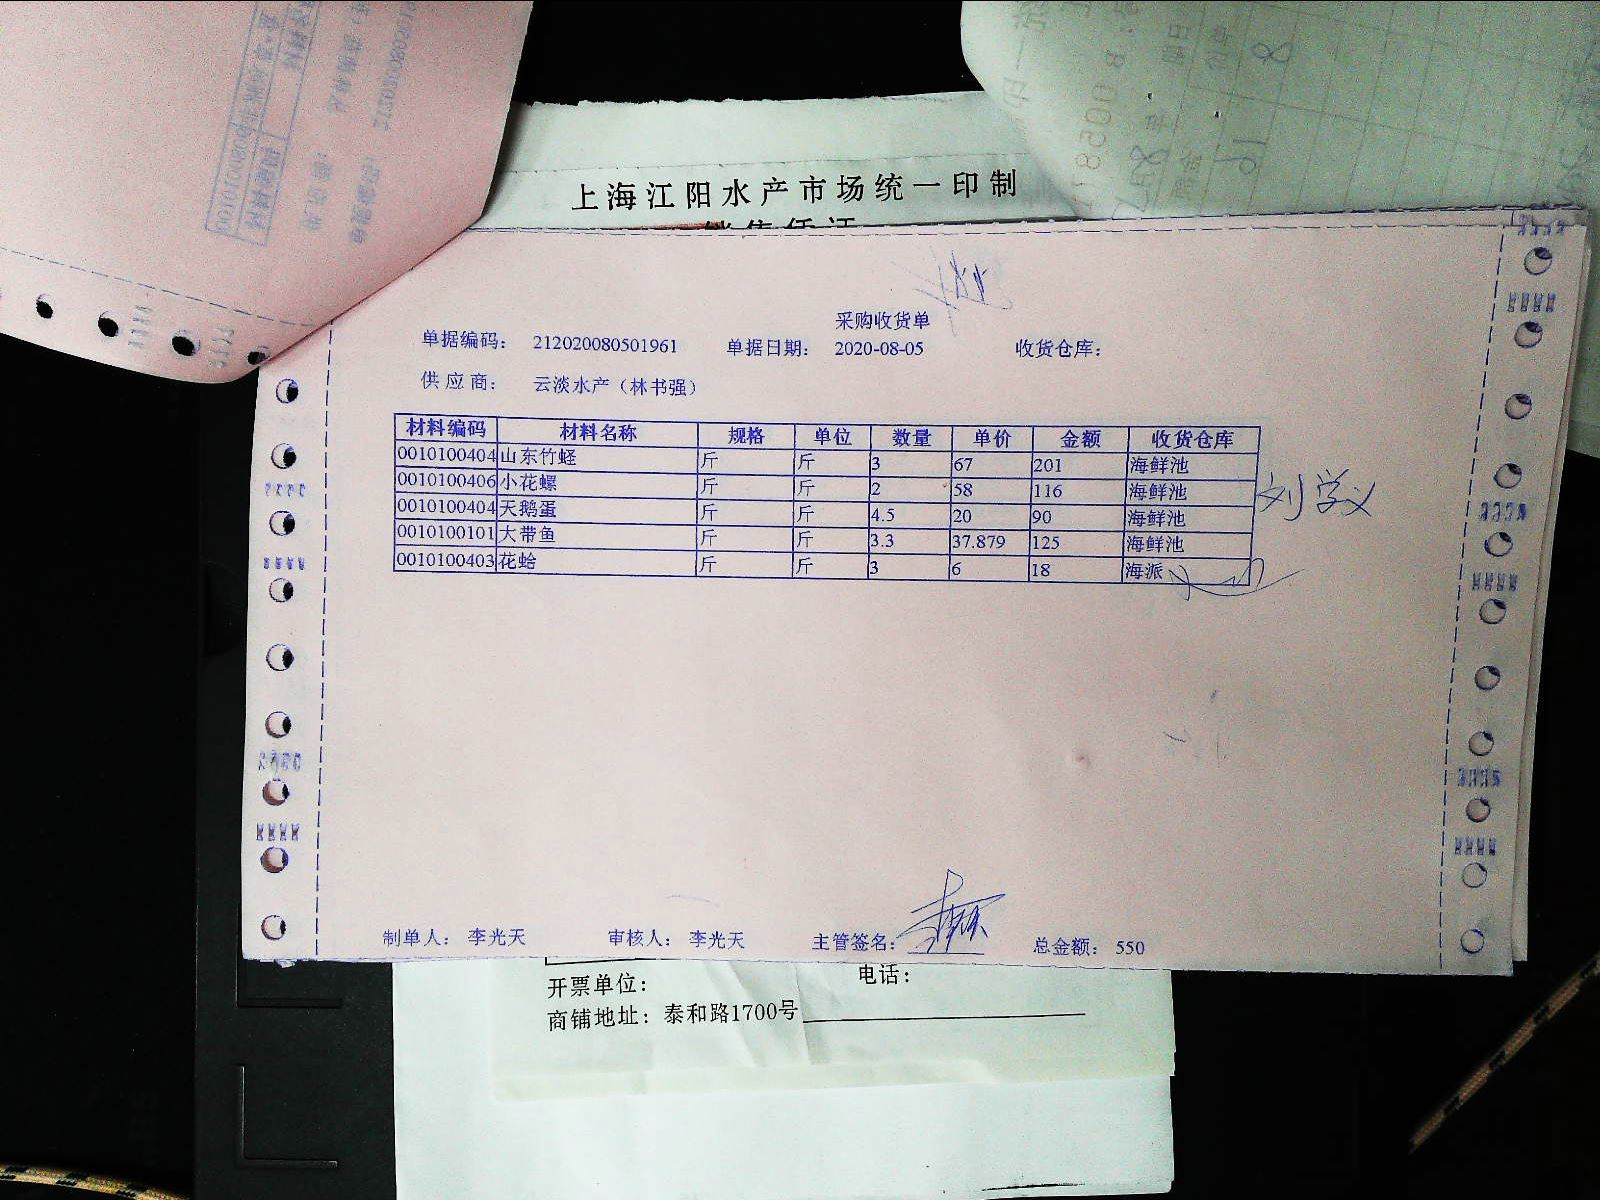 上海江阳水产市场统一印制
采购收货单
单据编码： 212020080501961 单据日期： 2020-08-05 收货仓库：
供应商： 云淡水产（林书强）
材料编码 材料名称 规格 单位 数量 单价 金额 收货仓库
0010100404 山东竹蛏 斤 斤 3 67 201 海鲜池
0010100406 小花螺 斤 斤 2 58 116 海鲜池
0010100404 天鹅蛋 斤 斤 4.5 20 90 海鲜池
0010100101 大带鱼 斤 斤 3.3 37.879 125 海鲜池
0010100403 花蛤 斤 斤 3 6 18 海派
刘学义
制单人： 李光天 审核人： 李光天 主管签名： 总金额： 550
开票单位： 电话：
商铺地址：泰和路1700号